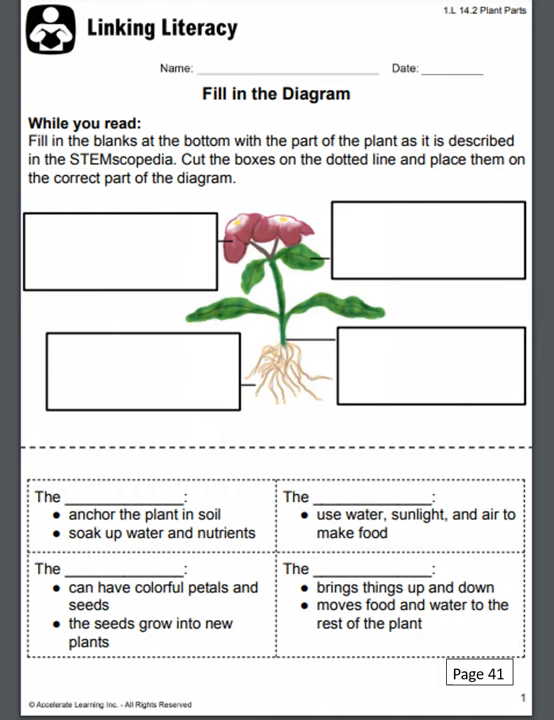 1.L 14.2 Plant Parts
Linking Literacy
Name: ______________________________ Date: __________
Fill in the Diagram
While you read:
Fill in the blanks at the bottom with the part of the plant as it is described
in the STEMscopedia. Cut the boxes on the dotted line and place them on
the correct part of the diagram.
The ______________:
• anchor the plant in soil
• soak up water and nutrients
The ______________:
• use water, sunlight, and air to
make food
The ______________:
• can have colorful petals and
seeds
• the seeds grow into new
plants
The ______________:
• brings things up and down
• moves food and water to the
rest of the plant
Page 41
1
© Accelerate Learning Inc. - All Rights Reserved